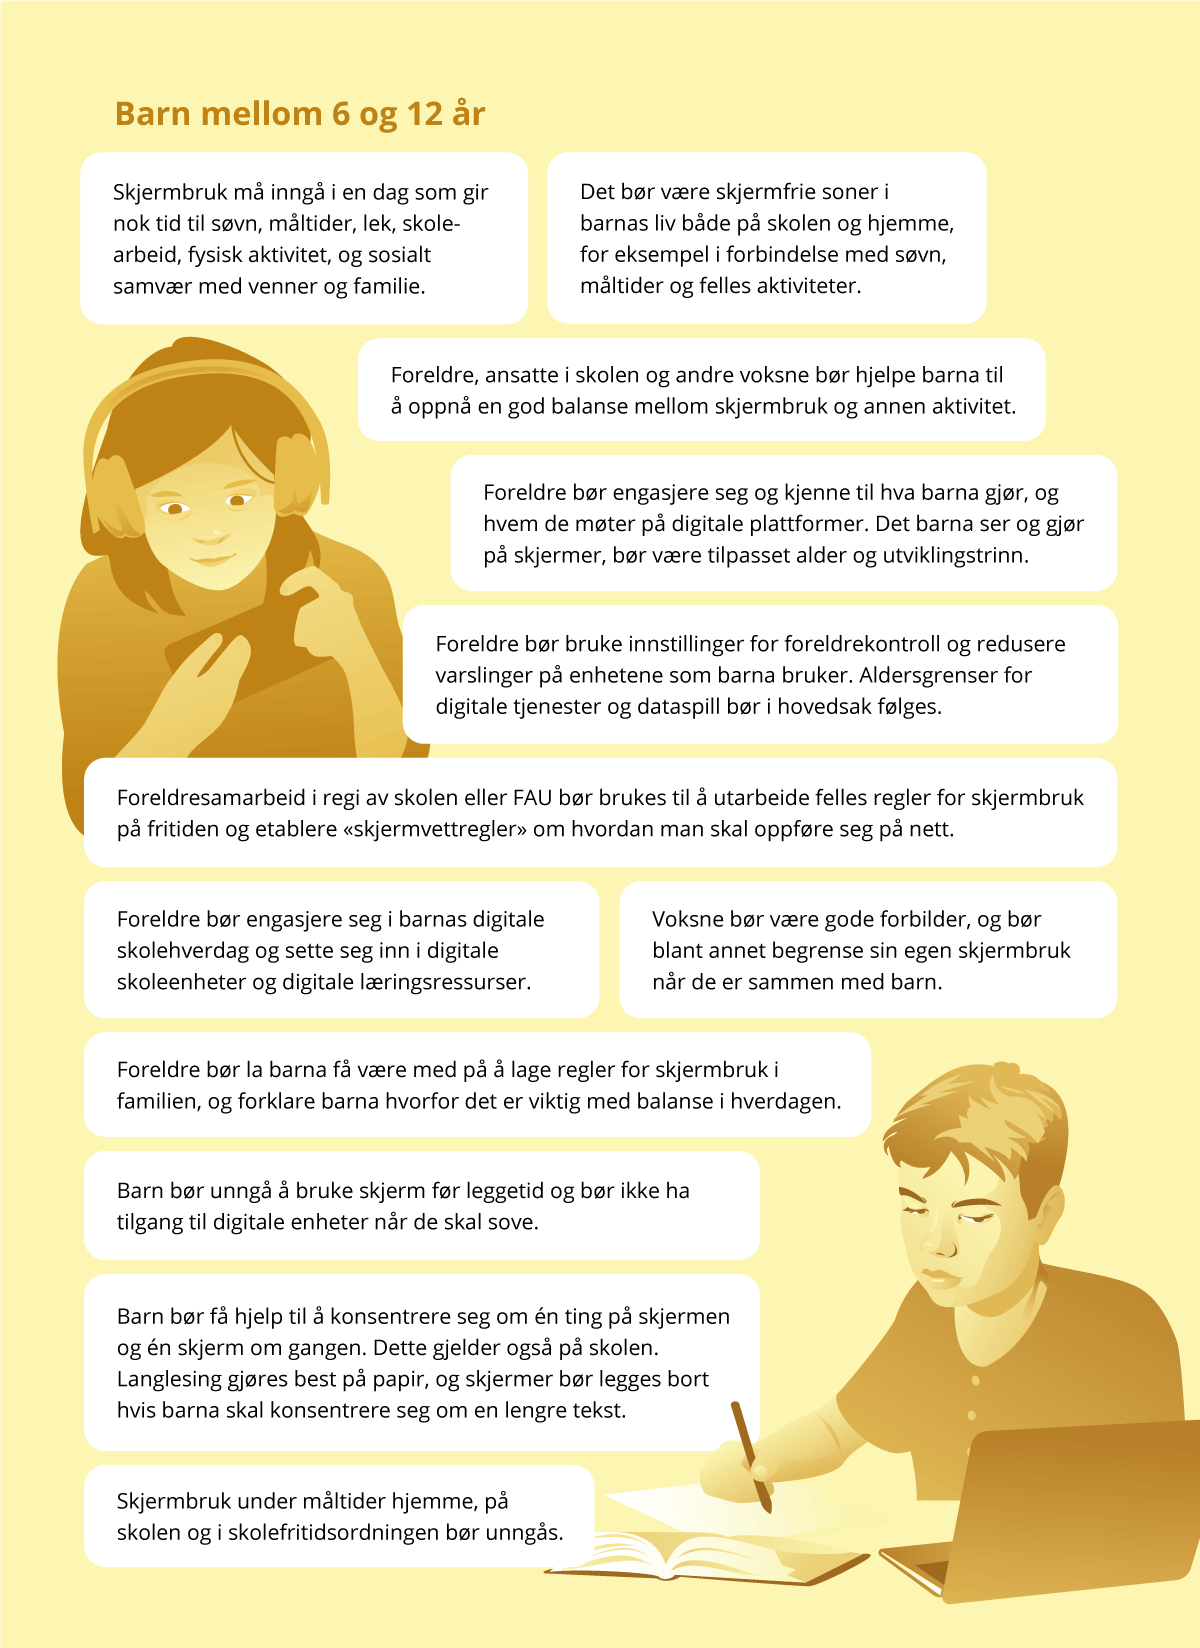 Barn mellom 6 og 12 år
Skjermbruk må inngå i en dag som gir
nok tid til søvn, måltider, lek, skole-
arbeid, fysisk aktivitet, og sosialt
samvær med venner og familie.
Det bør være skjermfrie soner i
barnas liv både på skolen og hjemme,
for eksempel i forbindelse med søvn,
måltider og felles aktiviteter.
Foreldre, ansatte i skolen og andre voksne bør hjelpe barna til
å oppnå en god balanse mellom skjermbruk og annen aktivitet.
Foreldre bør engasjere seg og kjenne til hva barna gjør, og
hvem de møter på digitale plattformer. Det barna ser og gjør
på skjermer, bør være tilpasset alder og utviklingstrinn.
Foreldre bør bruke innstillinger for foreldrekontroll og redusere
varslinger på enhetene som barna bruker. Aldersgrenser for
digitale tjenester og dataspill bør i hovedsak følges.
Foreldresamarbeid i regi av skolen eller FAU bør brukes til å utarbeide felles regler for skjermbruk
på fritiden og etablere «skjermvettregler» om hvordan man skal oppføre seg på nett.
Foreldre bør engasjere seg i barnas digitale
skolehverdag og sette seg inn i digitale
skoleenheter og digitale læringsressurser.
Voksne bør være gode forbilder, og bør
blant annet begrense sin egen skjermbruk
når de er sammen med barn.
Foreldre bør la barna få være med på å lage regler for skjermbruk i
familien, og forklare barna hvorfor det er viktig med balanse i hverdagen.
Barn bør unngå å bruke skjerm før leggetid og bør ikke ha
tilgang til digitale enheter når de skal sove.
Barn bør få hjelp til å konsentrere seg om én ting på skjermen
og én skjerm om gangen. Dette gjelder også på skolen.
Langlesing gjøres best på papir, og skjermer bør legges bort
hvis barna skal konsentrere seg om en lengre tekst.
Skjermbruk under måltider hjemme, på
skolen og i skolefritidsordningen bør unngås.